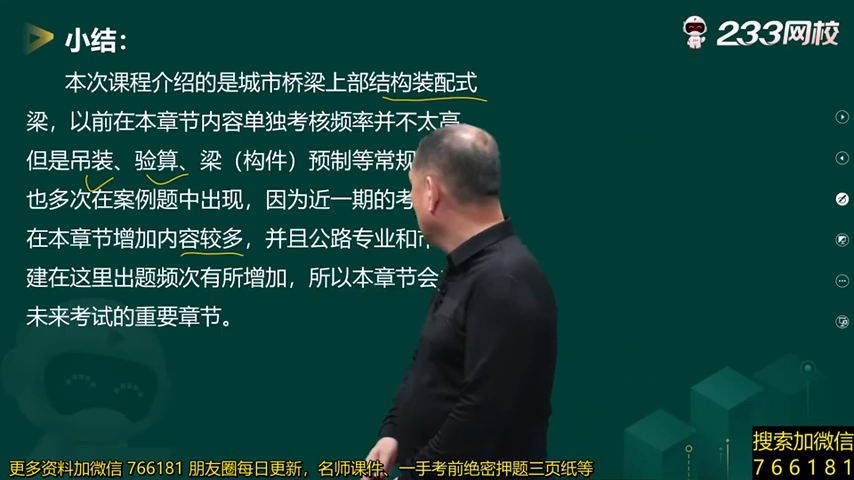 小结：
233网校
本次课程介绍的是城市桥梁上部结构装配式
梁，以前在本章节内容单独考核频率并不太高
但是吊装、验算、梁（构件）预制等常规
也多次在案例题中出现，因为近一期的考
在本章节增加内容较多，并且公路专业和市
建在这里出题频次有所增加，所以本章节会
未来考试的重要章节。
搜索加微信
766181
更多资料加微信 766181 朋友圈每日更新，名师课件、一手考前绝密押题三页纸等